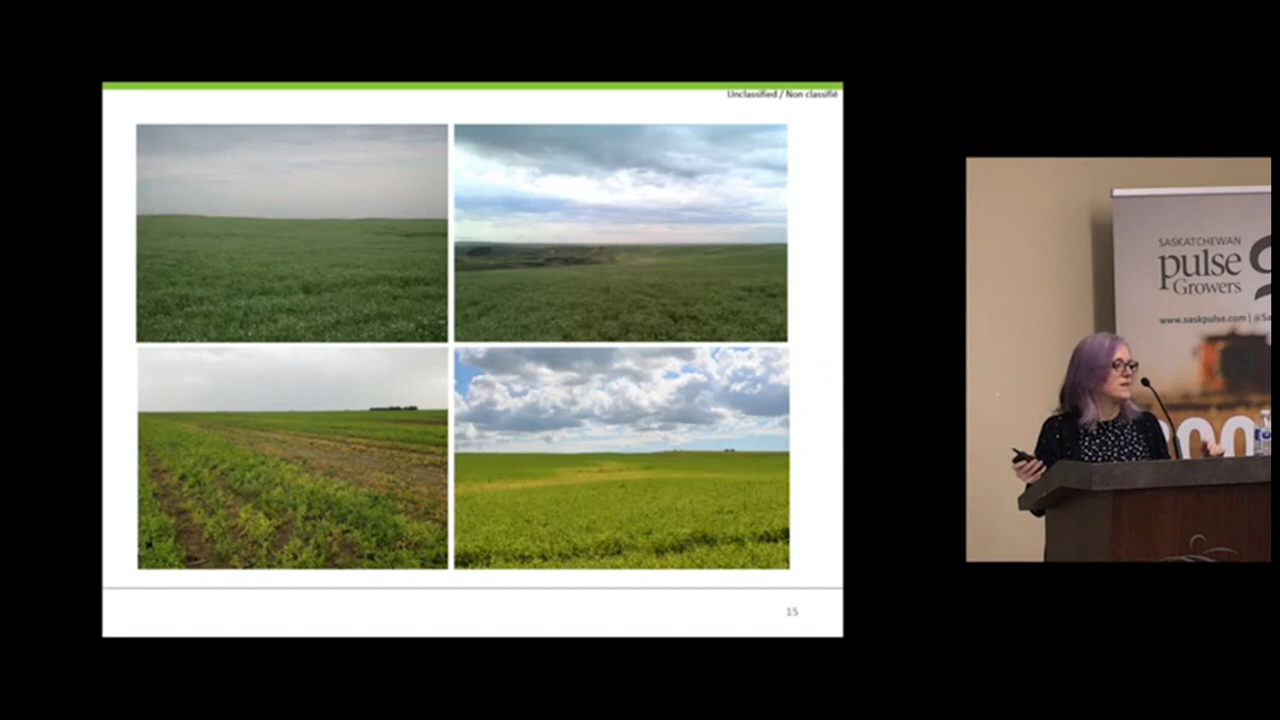 Unclassified / Non classifié
15
SASKATCHEWAN
pulse
Growers
www.saskpulse.com | @Sa